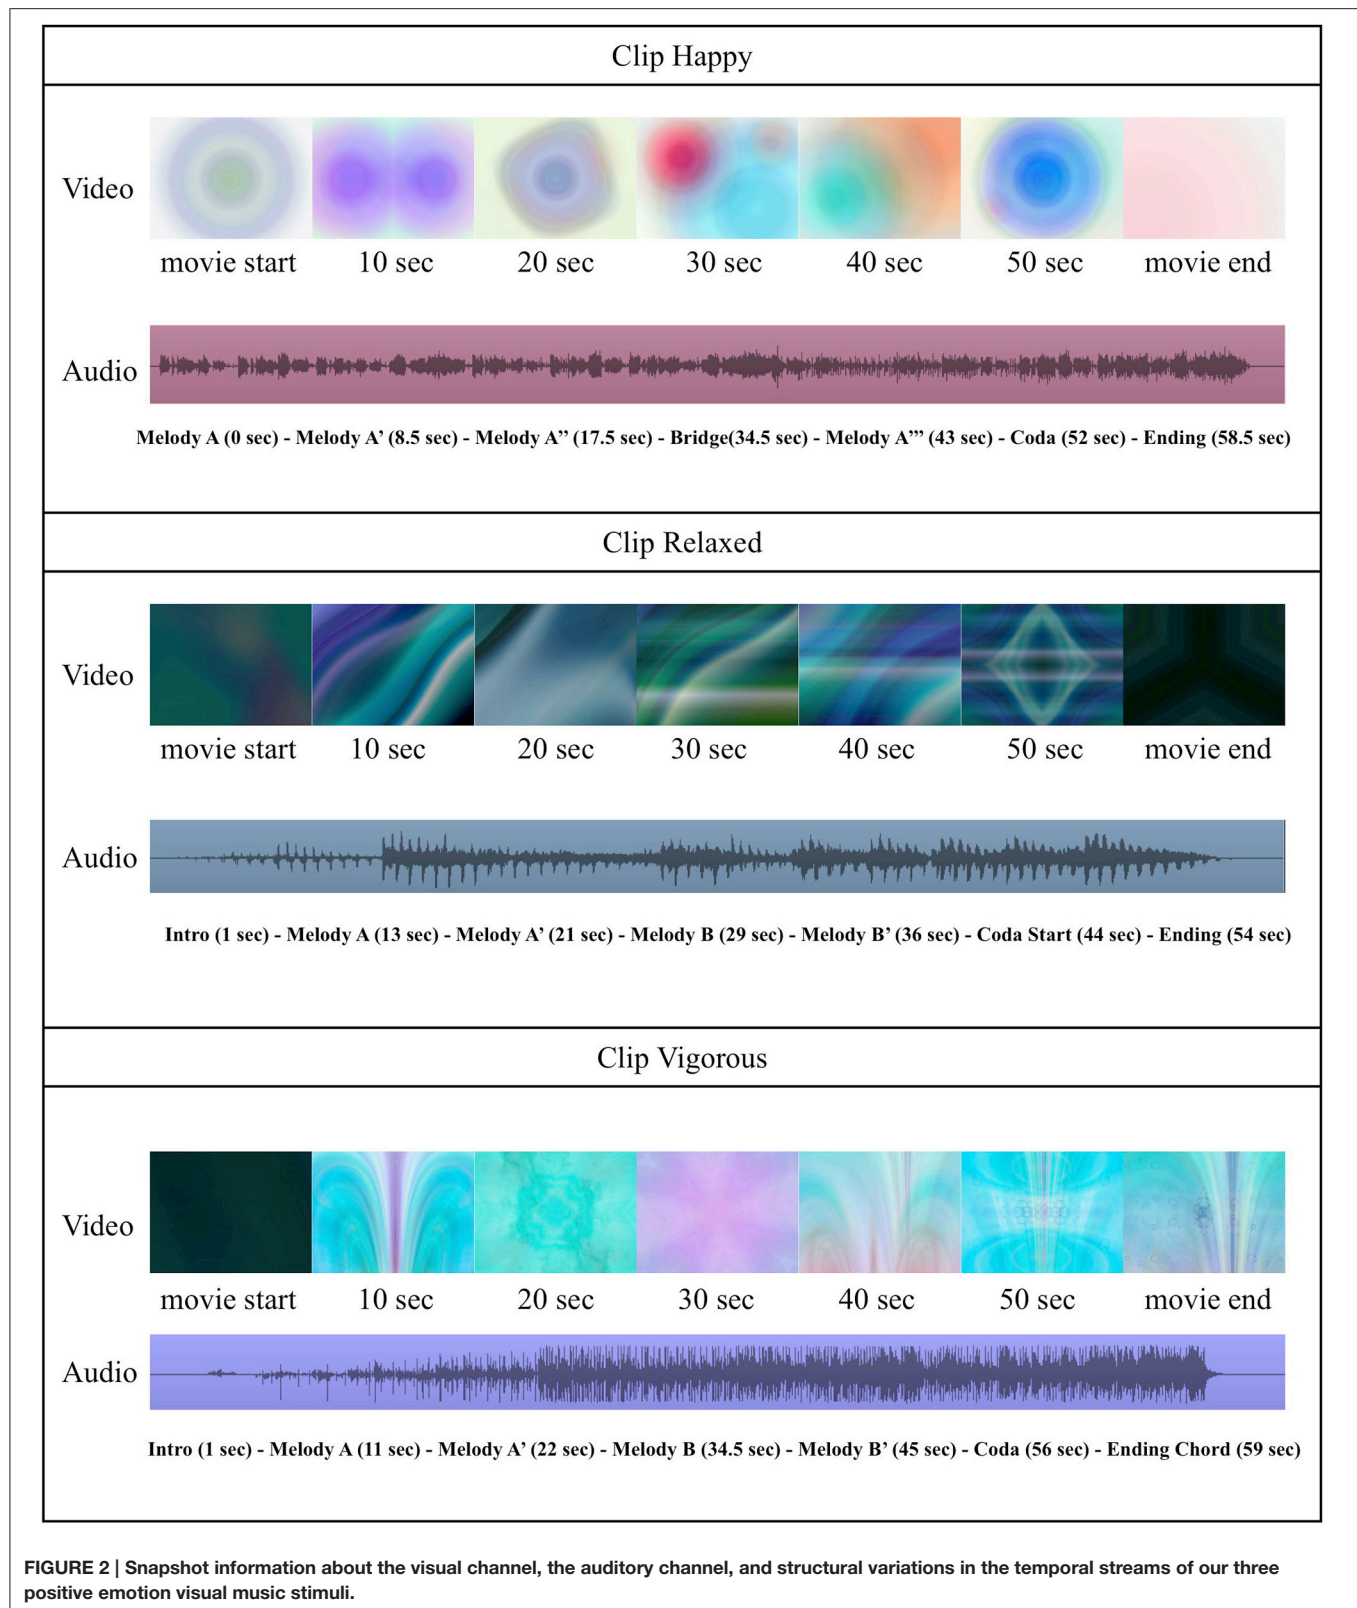 Clip Happy
Video
movie start 10 sec 20 sec 30 sec 40 sec 50 sec movie end
Audio
Melody A (0 sec) - Melody A’ (8.5 sec) - Melody A’’ (17.5 sec) - Bridge(34.5 sec) - Melody A’’’ (43 sec) - Coda (52 sec) - Ending (58.5 sec)
Clip Relaxed
Video
movie start 10 sec 20 sec 30 sec 40 sec 50 sec movie end
Audio
Intro (1 sec) - Melody A (13 sec) - Melody A’ (21 sec) - Melody B (29 sec) - Melody B’ (36 sec) - Coda Start (44 sec) - Ending (54 sec)
Clip Vigorous
Video
movie start 10 sec 20 sec 30 sec 40 sec 50 sec movie end
Audio
Intro (1 sec) - Melody A (11 sec) - Melody A’ (22 sec) - Melody B (34.5 sec) - Melody B’ (45 sec) - Coda (56 sec) - Ending Chord (59 sec)
FIGURE 2 | Snapshot information about the visual channel, the auditory channel, and structural variations in the temporal streams of our three
positive emotion visual music stimuli.